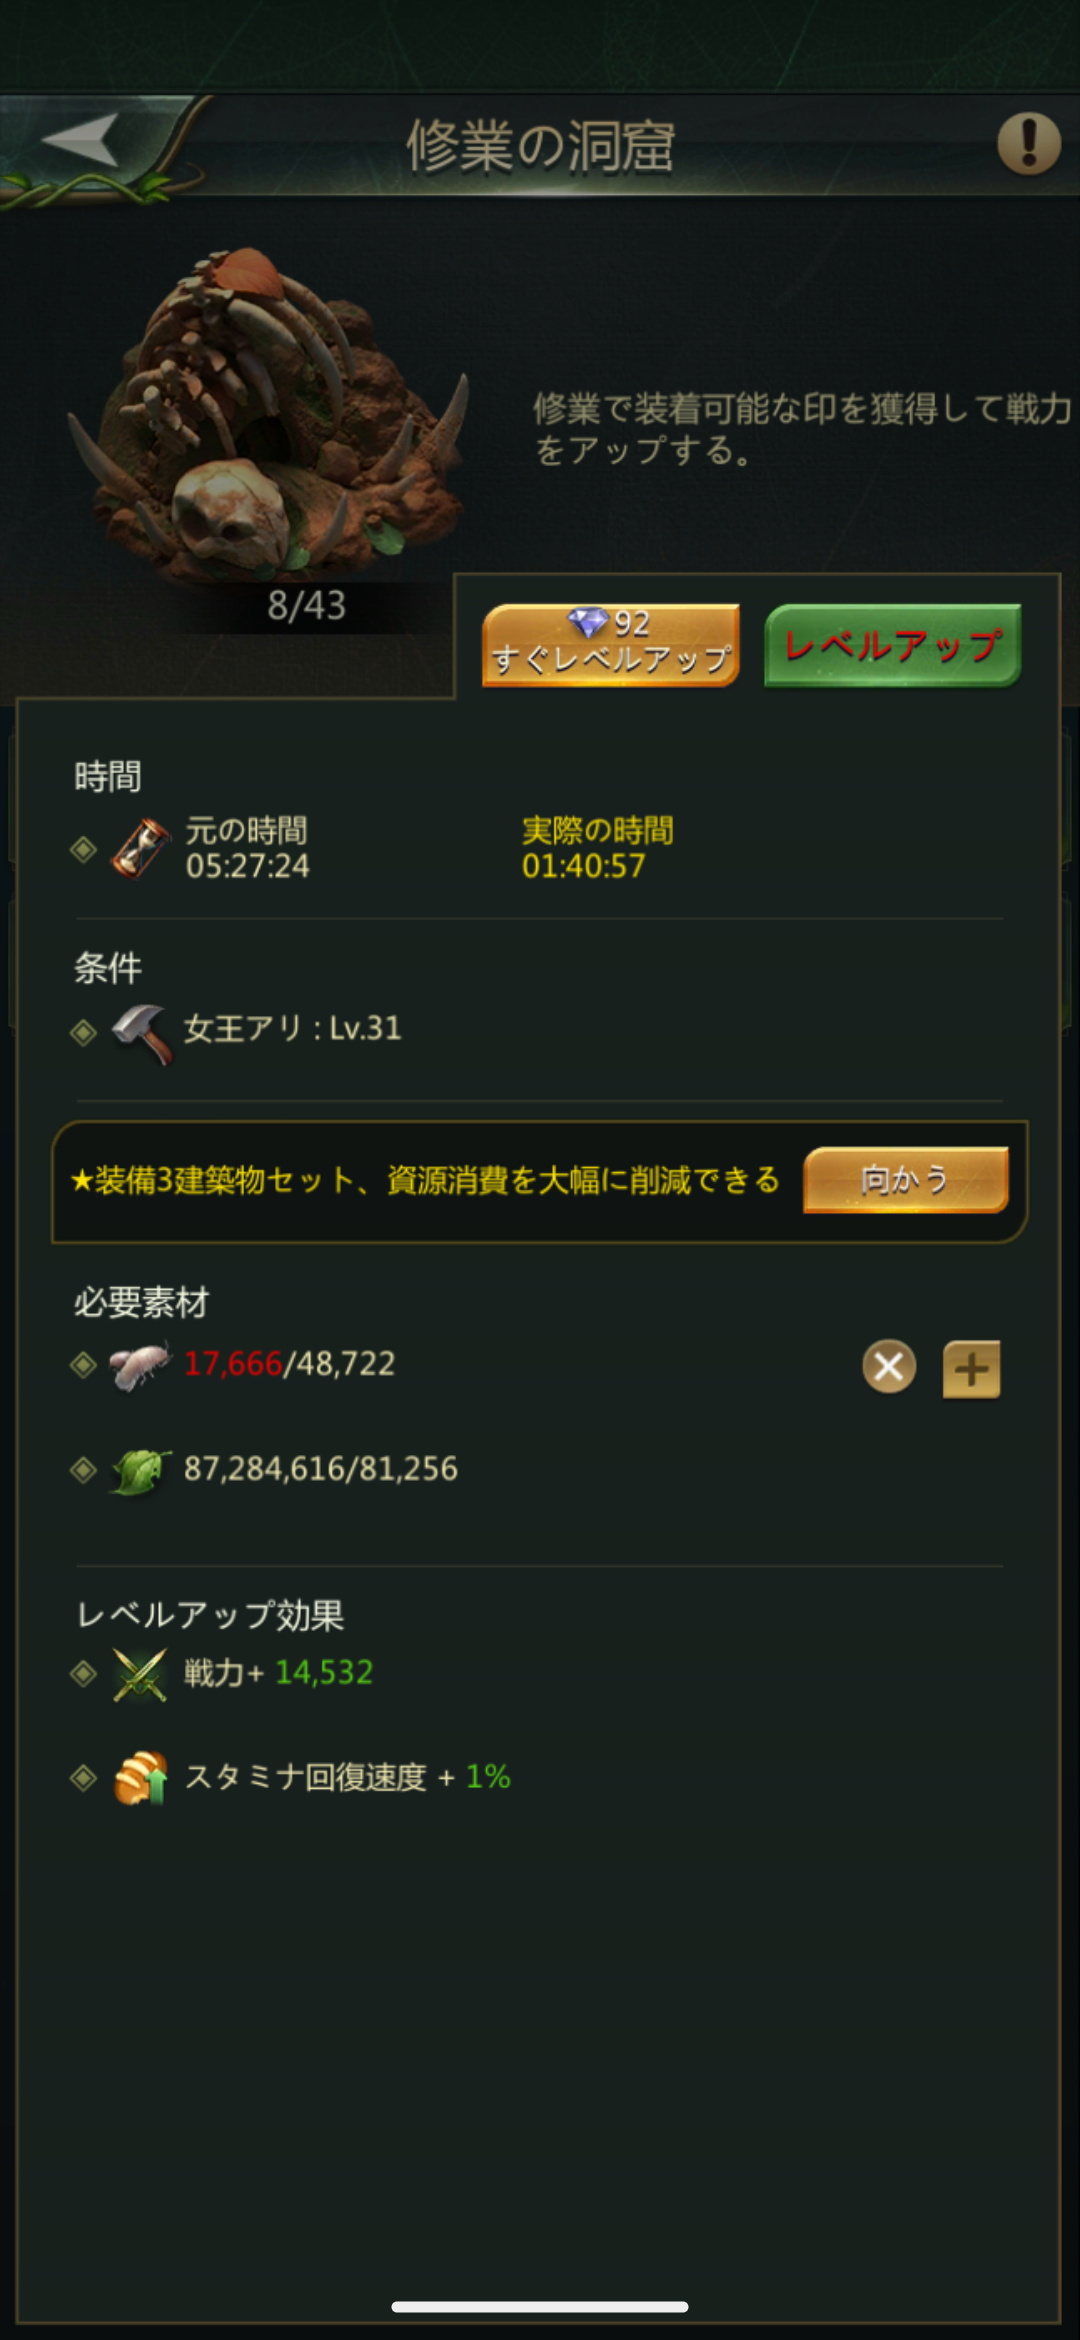 修業の洞窟
修業で装着可能な印を獲得して戦力
をアップする。
8/43
92
すぐレベルアップ
レベルアップ
時間
元の時間
05:27:24
実際の時間
01:40:57
条件
女王アリ : Lv.31
★装備3建築物セット、資源消費を大幅に削減できる
向かう
必要素材
17,666/48,722
87,284,616/81,256
レベルアップ効果
戦力+ 14,532
スタミナ回復速度 + 1%